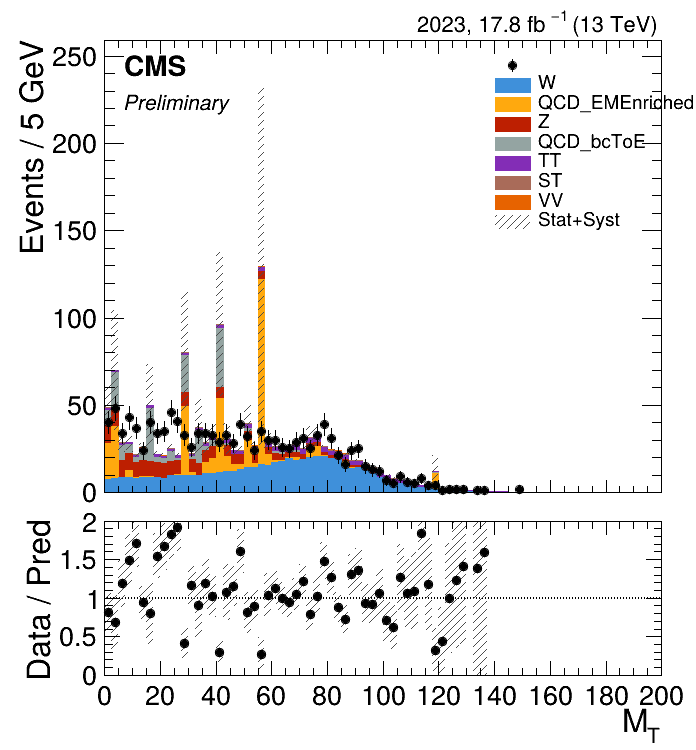 2023, 17.8 fb⁻¹ (13 TeV)
CMS
Preliminary
W
QCD_EMEnriched
Z
QCD_bcToE
TT
ST
VV
Stat+Syst
Events / 5 GeV
250
200
150
100
50
0
Data / Pred
2
1.5
1
0.5
0
0 20 40 60 80 100 120 140 160 180 200
M_T